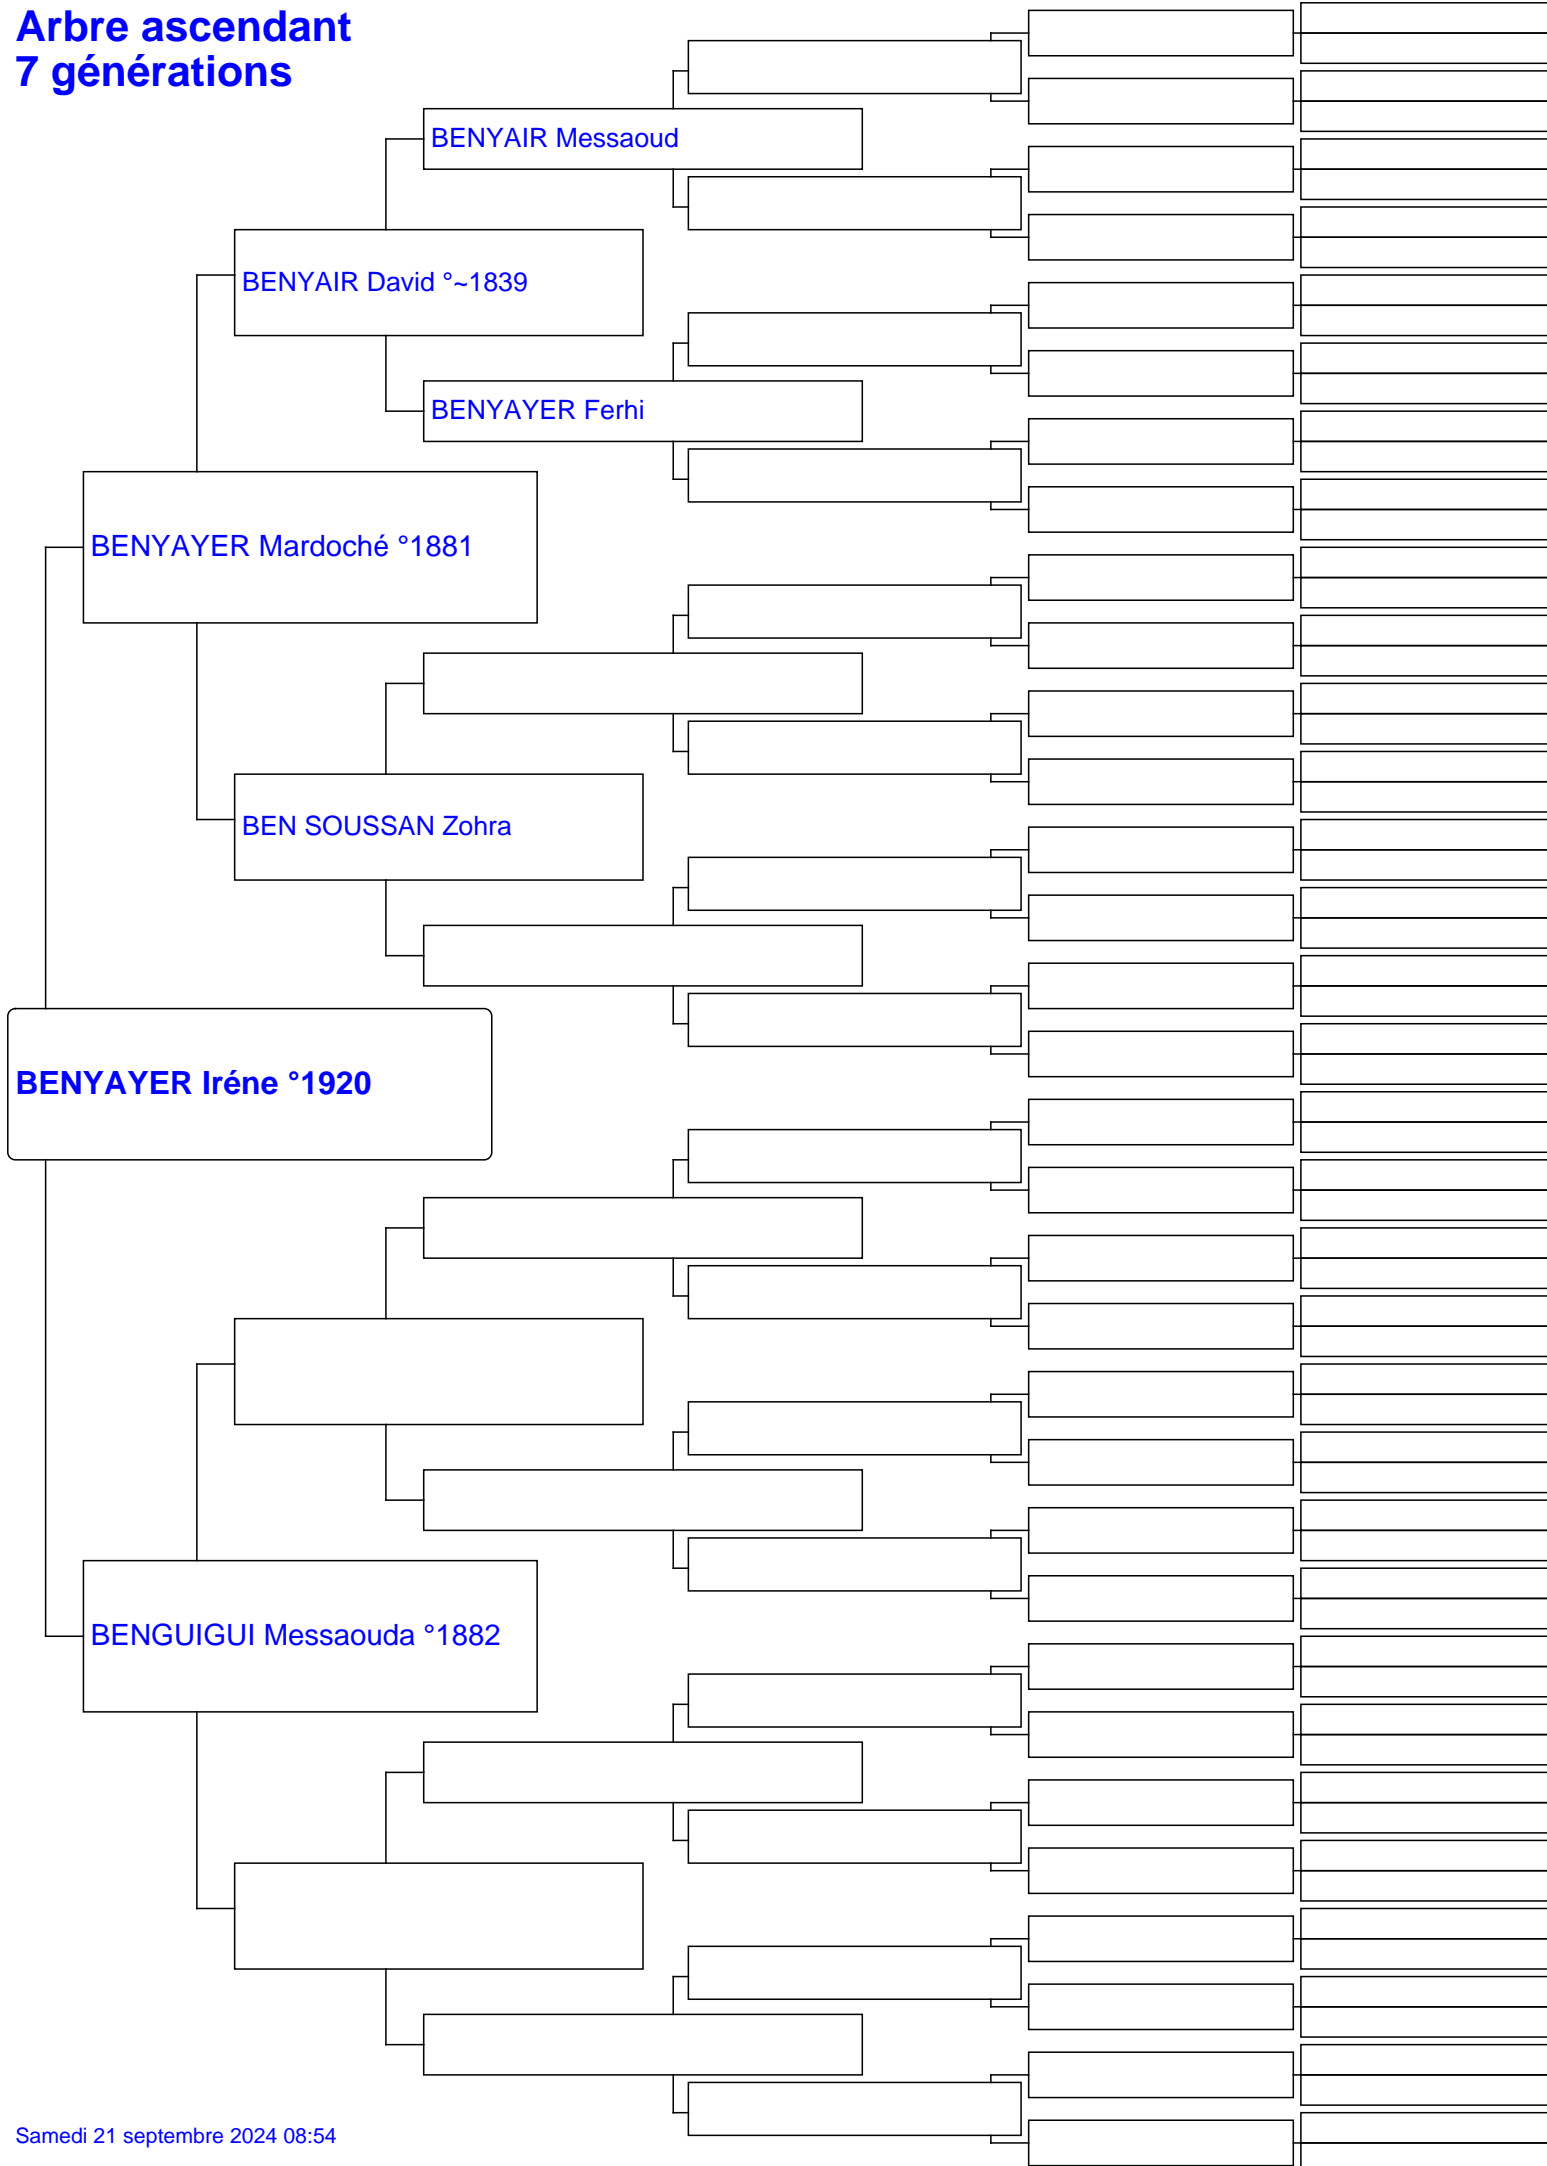 Arbre ascendant
7 générations
BENYAIR Messaoud
BENYAIR David °~1839
BENYAYER Ferhi
BENYAYER Mardoché °1881
BEN SOUSSAN Zohra
BENYAYER Iréne °1920
BENGUIGUI Messaouda °1882
Samedi 21 septembre 2024 08:54